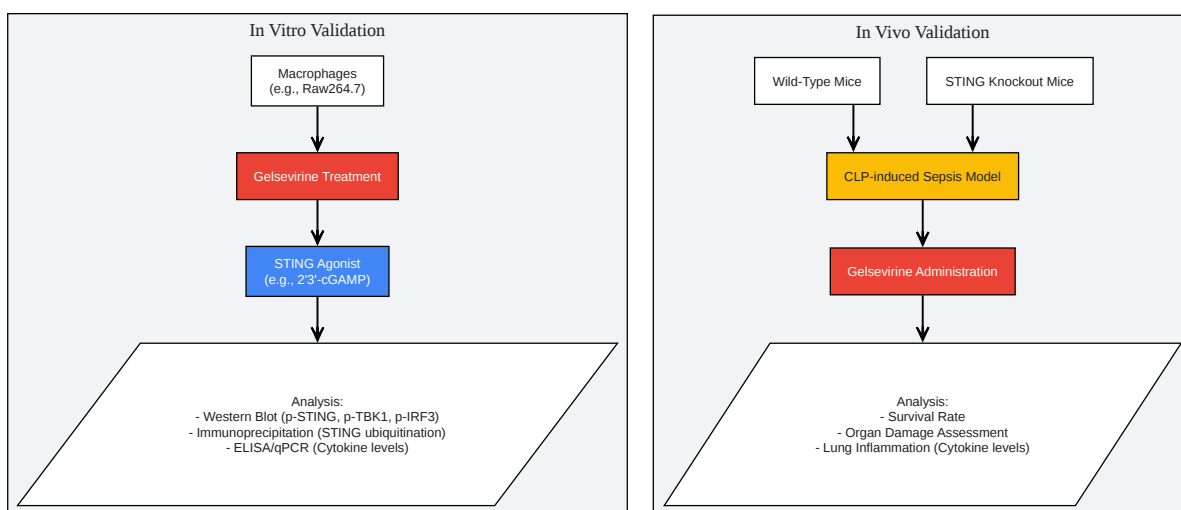 In Vitro Validation
Macrophages
(e.g., Raw264.7)
Gelsevirine Treatment
STING Agonist
(e.g., 2'3'-cGAMP)
Analysis:
- Western Blot (p-STING, p-TBK1, p-IRF3)
- Immunoprecipitation (STING ubiquitination)
- ELISA/qPCR (Cytokine levels)
In Vivo Validation
Wild-Type Mice
STING Knockout Mice
CLP-induced Sepsis Model
Gelsevirine Administration
Analysis:
- Survival Rate
- Organ Damage Assessment
- Lung Inflammation (Cytokine levels)